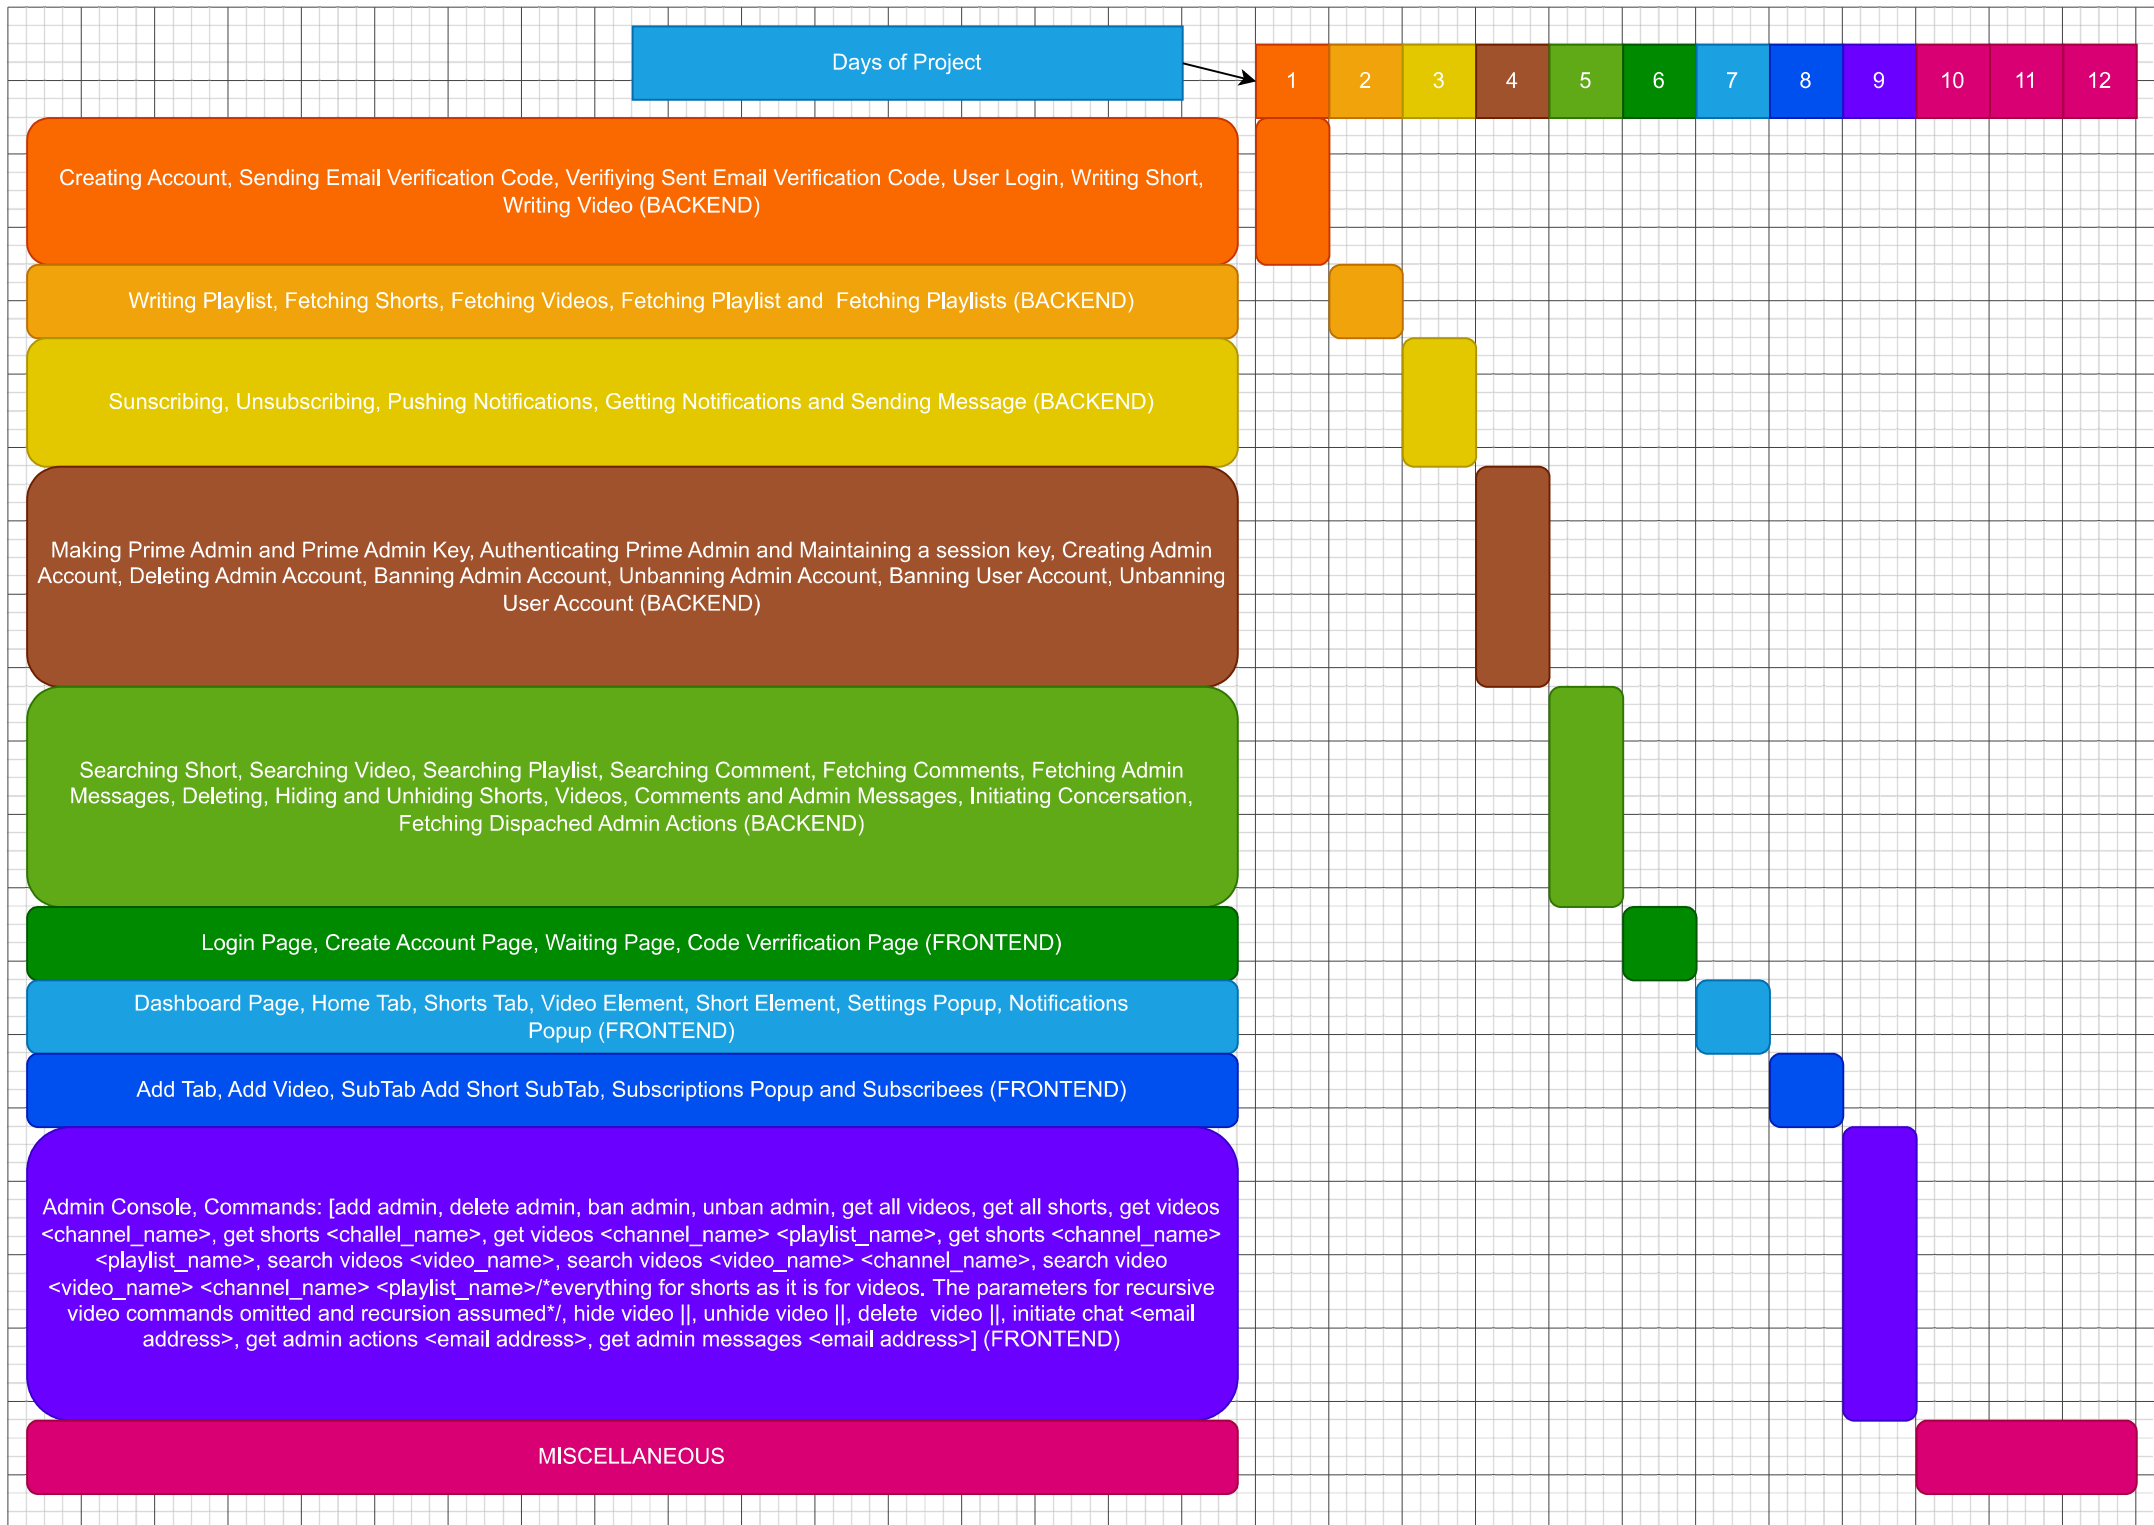 Days of Project
1 2 3 4 5 6 7 8 9 10 11 12
Creating Account, Sending Email Verification Code, Verifiying Sent Email Verification Code, User Login, Writing Short,
Writing Video (BACKEND)
Writing Playlist, Fetching Shorts, Fetching Videos, Fetching Playlist and  Fetching Playlists (BACKEND)
Sunscribing, Unsubscribing, Pushing Notifications, Getting Notifications and Sending Message (BACKEND)
Making Prime Admin and Prime Admin Key, Authenticating Prime Admin and Maintaining a session key, Creating Admin
Account, Deleting Admin Account, Banning Admin Account, Unbanning Admin Account, Banning User Account, Unbanning
User Account (BACKEND)
Searching Short, Searching Video, Searching Playlist, Searching Comment, Fetching Comments, Fetching Admin
Messages, Deleting, Hiding and Unhiding Shorts, Videos, Comments and Admin Messages, Initiating Concersation,
Fetching Dispached Admin Actions (BACKEND)
Login Page, Create Account Page, Waiting Page, Code Verrification Page (FRONTEND)
Dashboard Page, Home Tab, Shorts Tab, Video Element, Short Element, Settings Popup, Notifications
Popup (FRONTEND)
Add Tab, Add Video, SubTab Add Short SubTab, Subscriptions Popup and Subscribees (FRONTEND)
Admin Console, Commands: [add admin, delete admin, ban admin, unban admin, get all videos, get all shorts, get videos
<channel_name>, get shorts <challel_name>, get videos <channel_name> <playlist_name>, get shorts <channel_name>
<playlist_name>, search videos <video_name>, search videos <video_name> <channel_name>, search video
<video_name> <channel_name> <playlist_name>/*everything for shorts as it is for videos. The parameters for recursive
video commands omitted and recursion assumed*/, hide video ||, unhide video ||, delete  video ||, initiate chat <email
address>, get admin actions <email address>, get admin messages <email address>] (FRONTEND)
MISCELLANEOUS